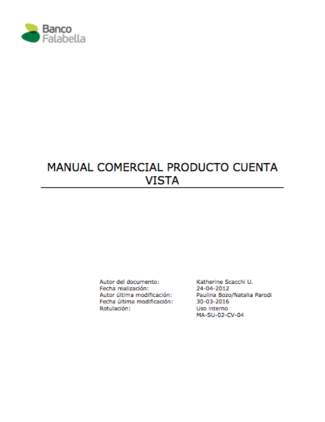 Banco
Falabella
MANUAL COMERCIAL PRODUCTO CUENTA
VISTA
Autor del documento: Katherine Scacchi U.
Fecha realización: 24-04-2012
Autor última modificación: Paulina Bozo/Natalia Parodi
Fecha última modificación: 30-03-2016
Rotulación: Uso interno
MA-SU-02-CV-04